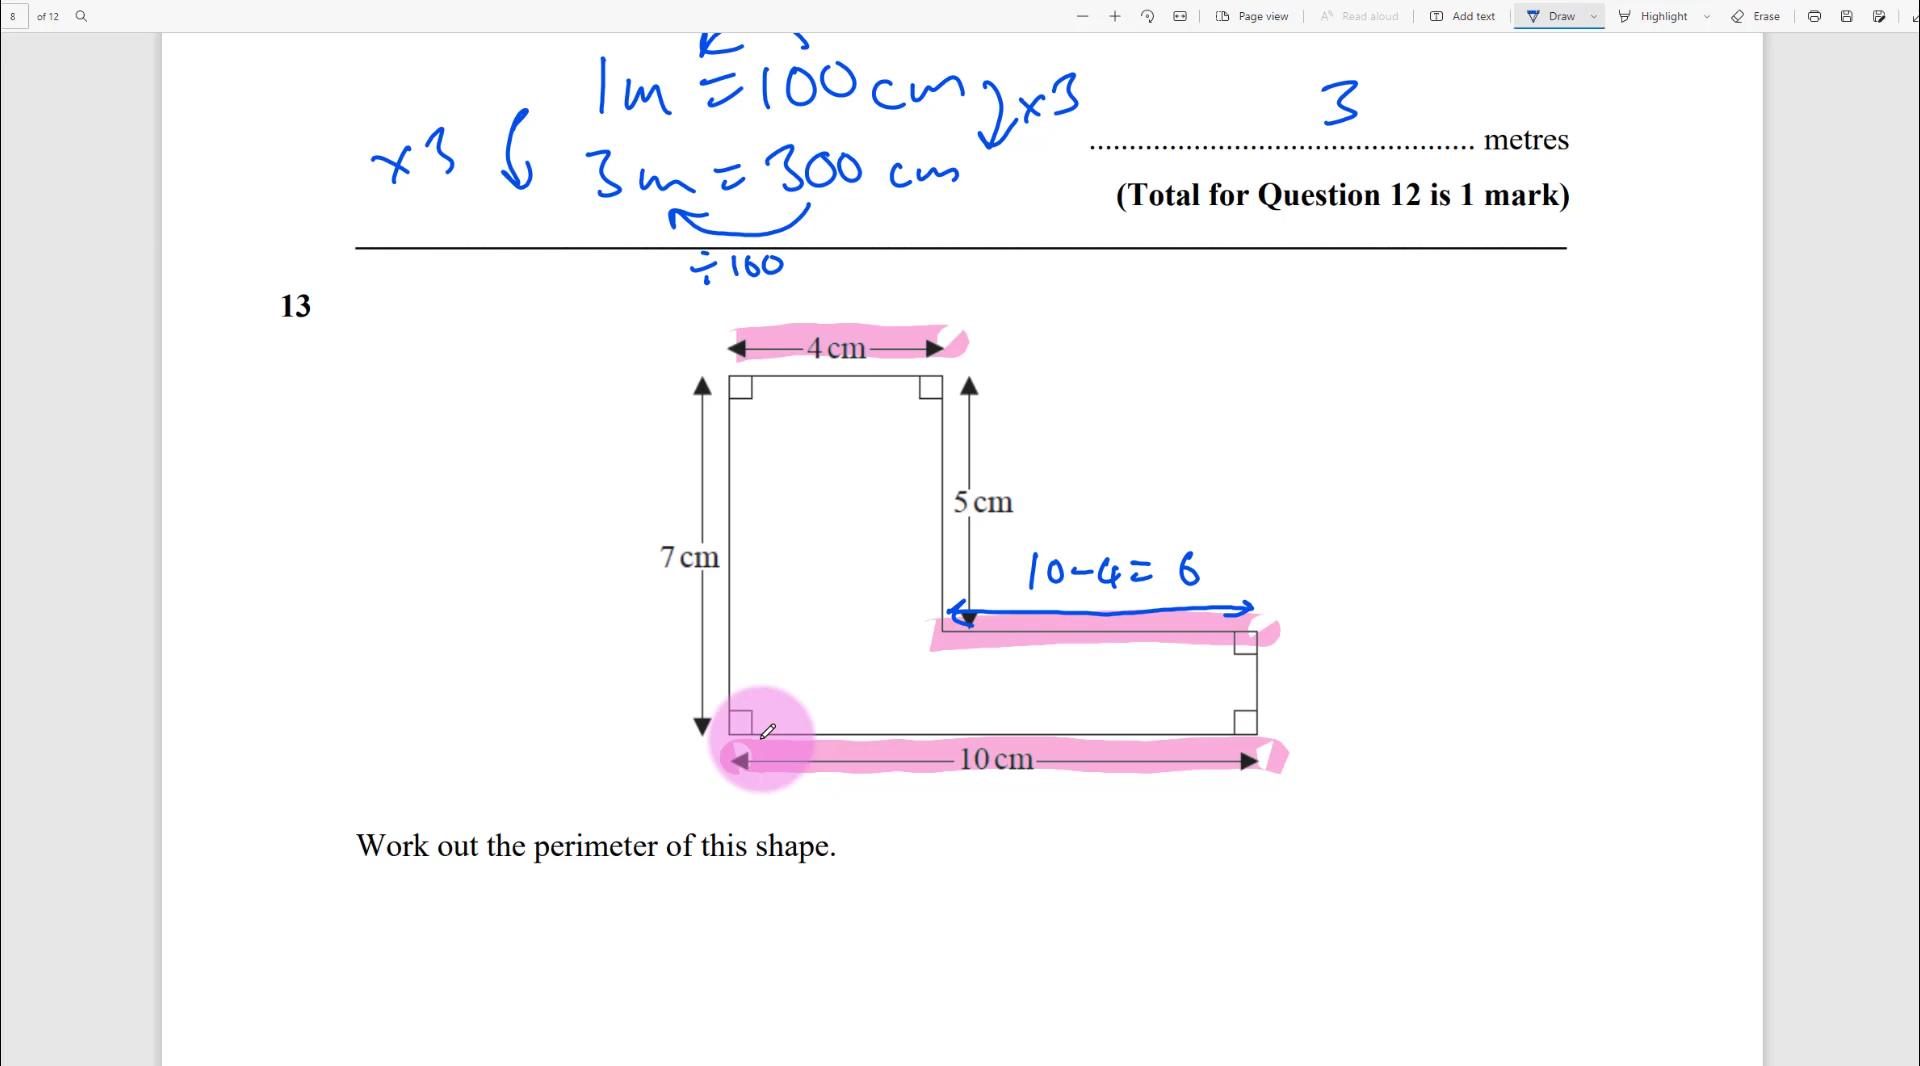 8 of 12 Page view Read aloud Add text Draw Highlight Erase
1m = 100 cm
×3
3
×3
3m = 300 cm
.................................................. metres
(Total for Question 12 is 1 mark)
÷100
13
4 cm
5 cm
7 cm
10-4= 6
10 cm
Work out the perimeter of this shape.